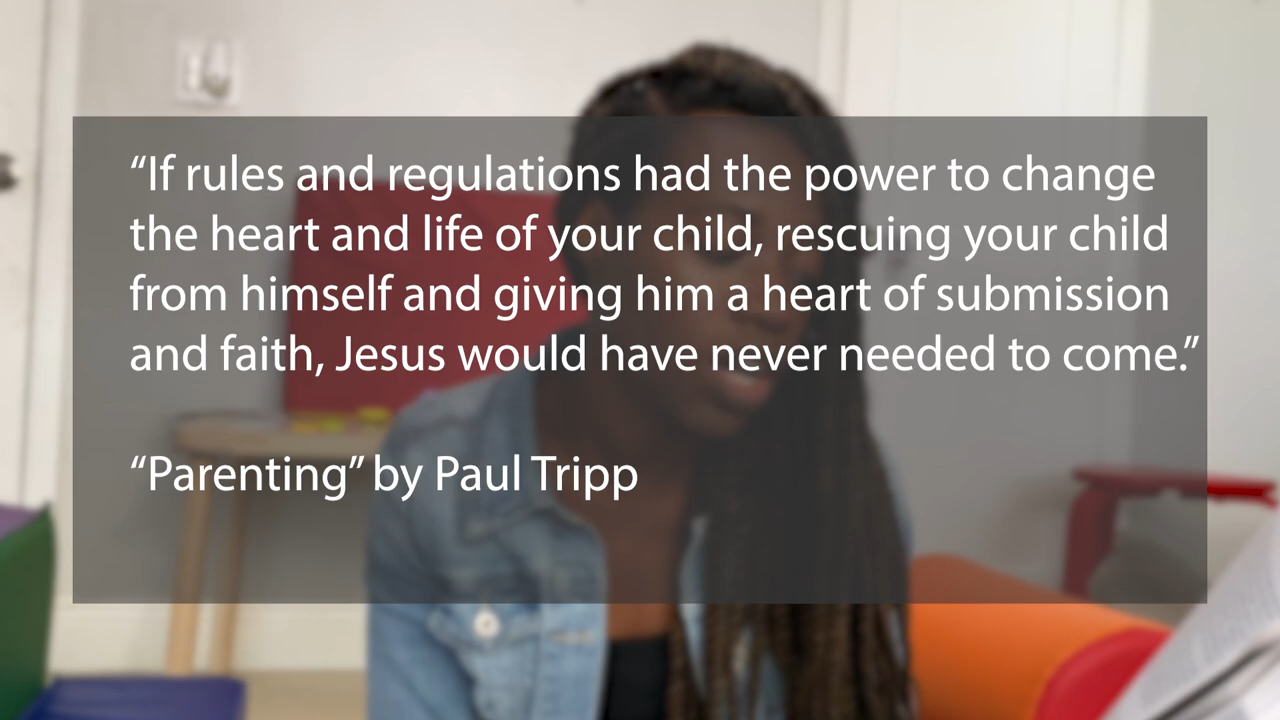 “If rules and regulations had the power to change
the heart and life of your child, rescuing your child
from himself and giving him a heart of submission
and faith, Jesus would have never needed to come.”
“Parenting” by Paul Tripp